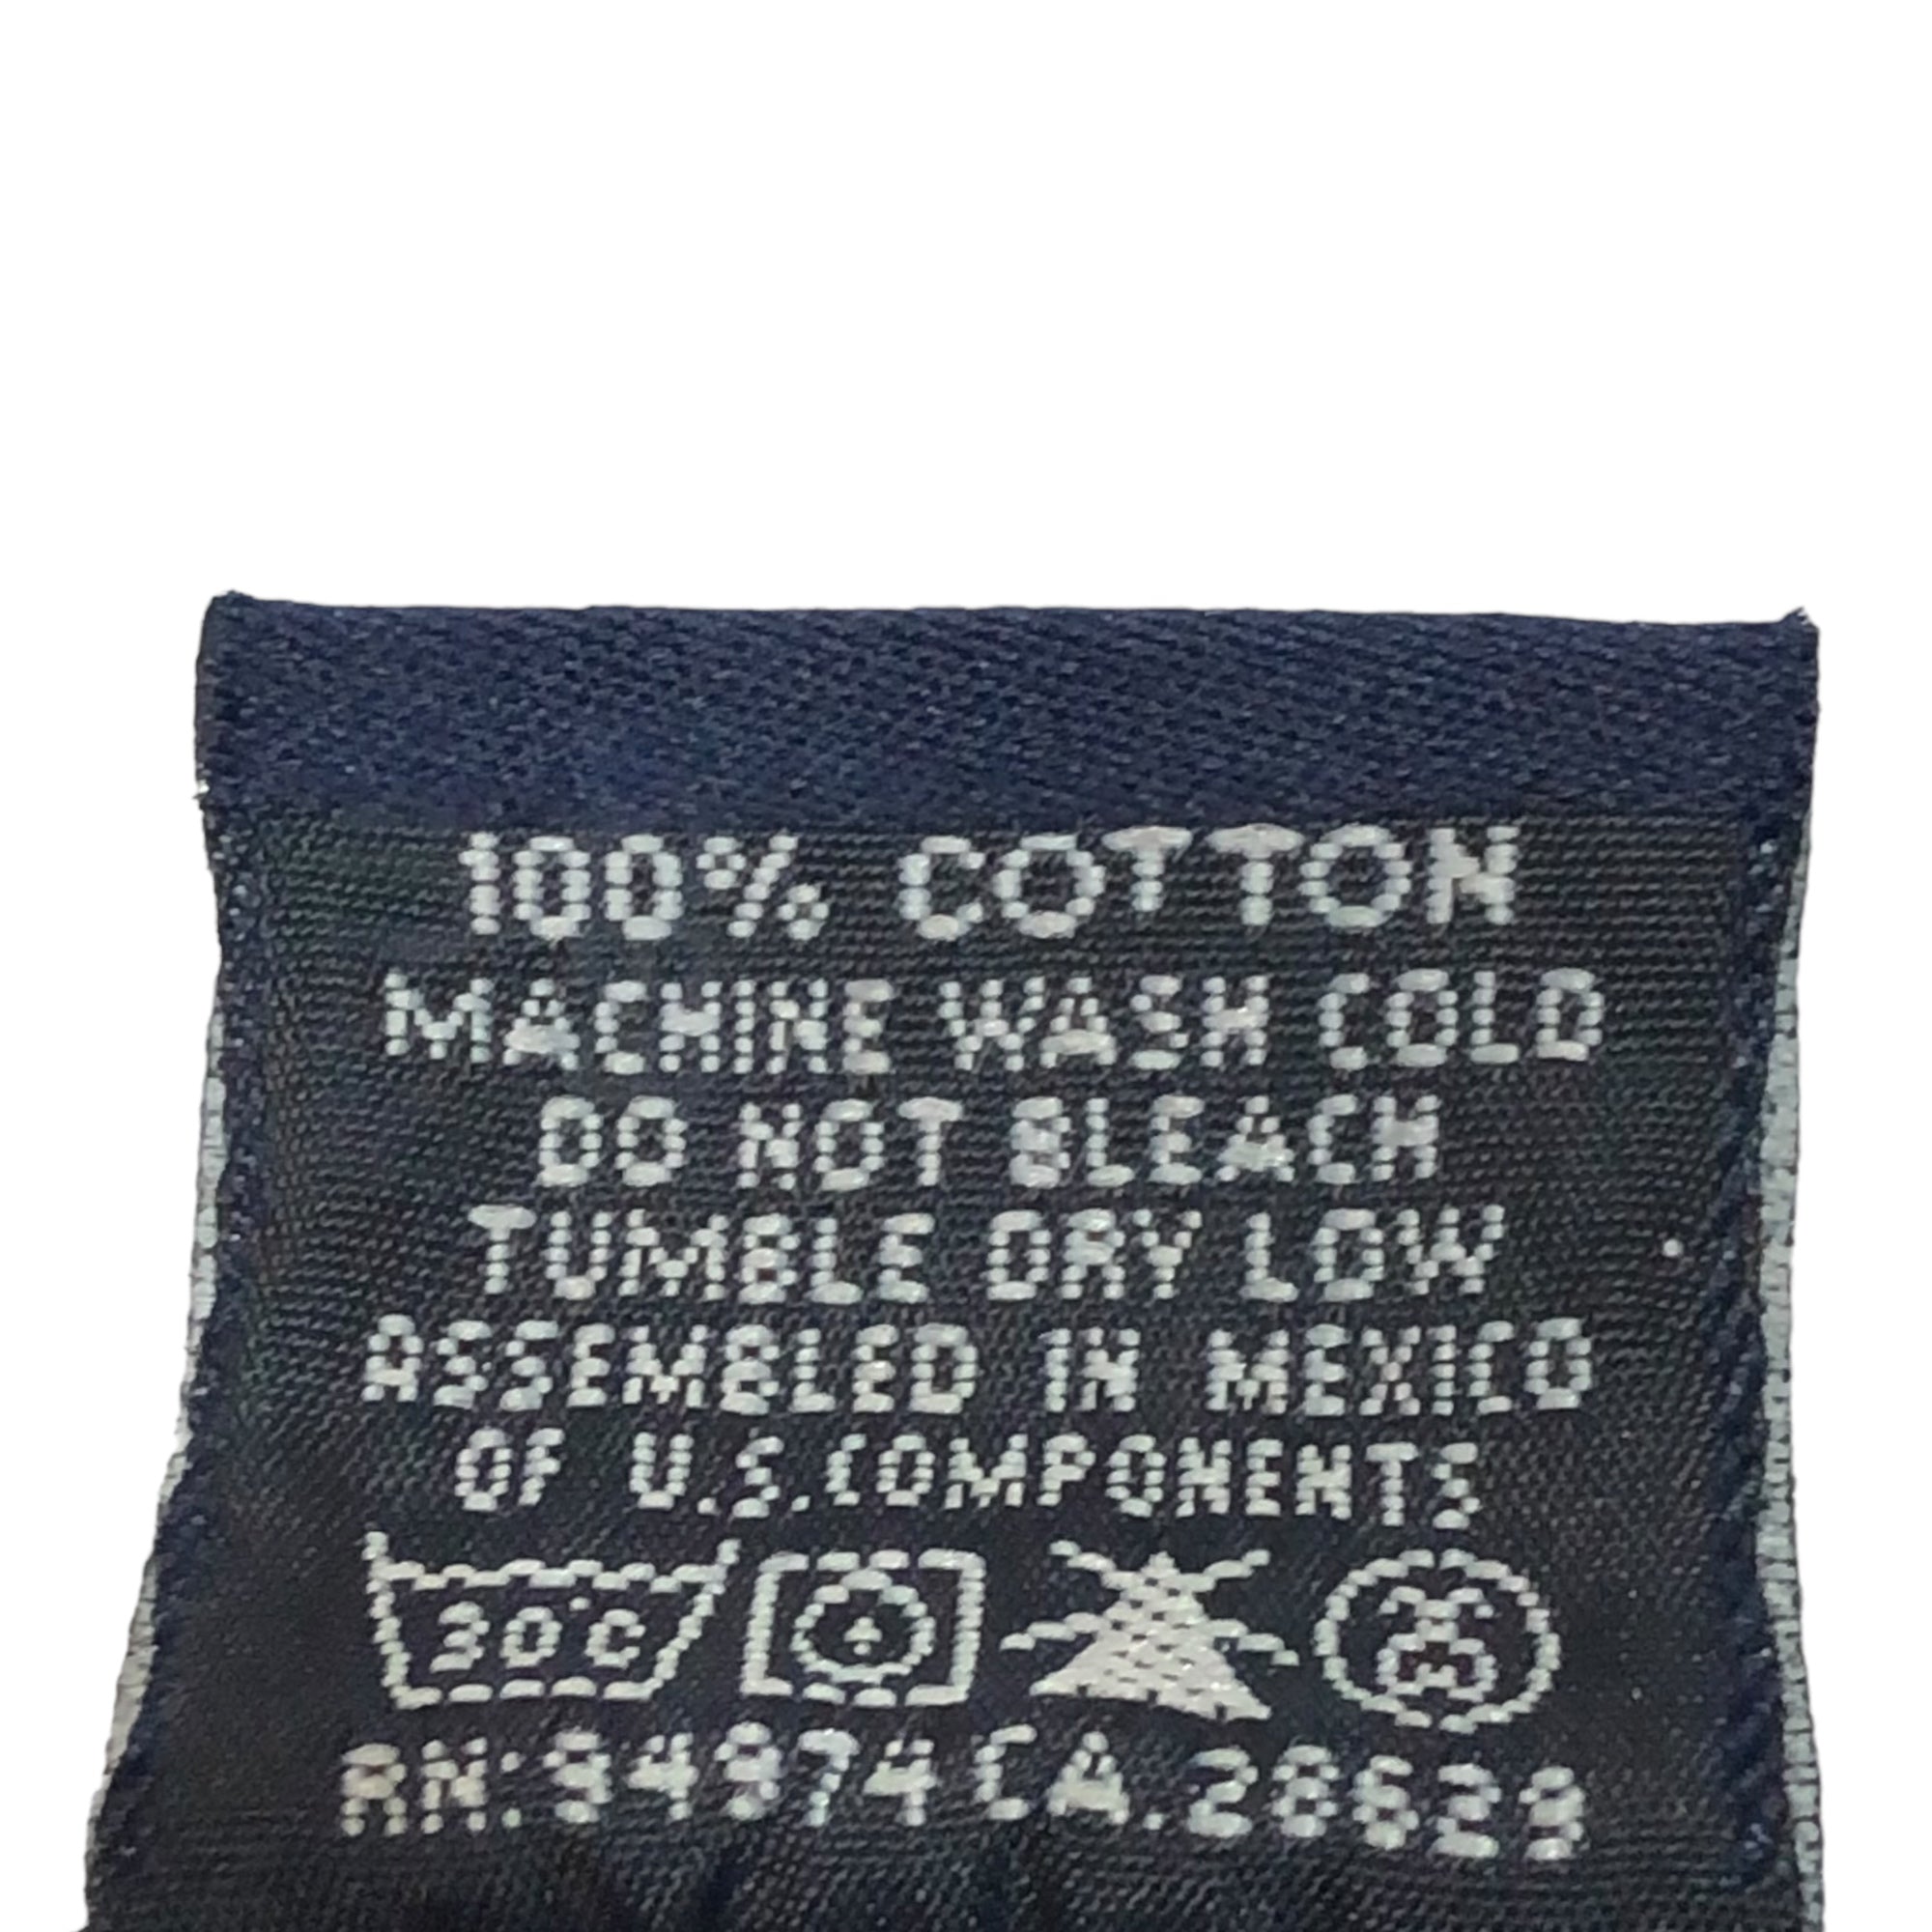 100% COTTON
MACHINE WASH COLD
DO NOT BLEACH
TUMBLE DRY LOW
ASSEMBLED IN MEXICO
OF U.S.COMPONENTS
30°C
RN:94974 CA.28629